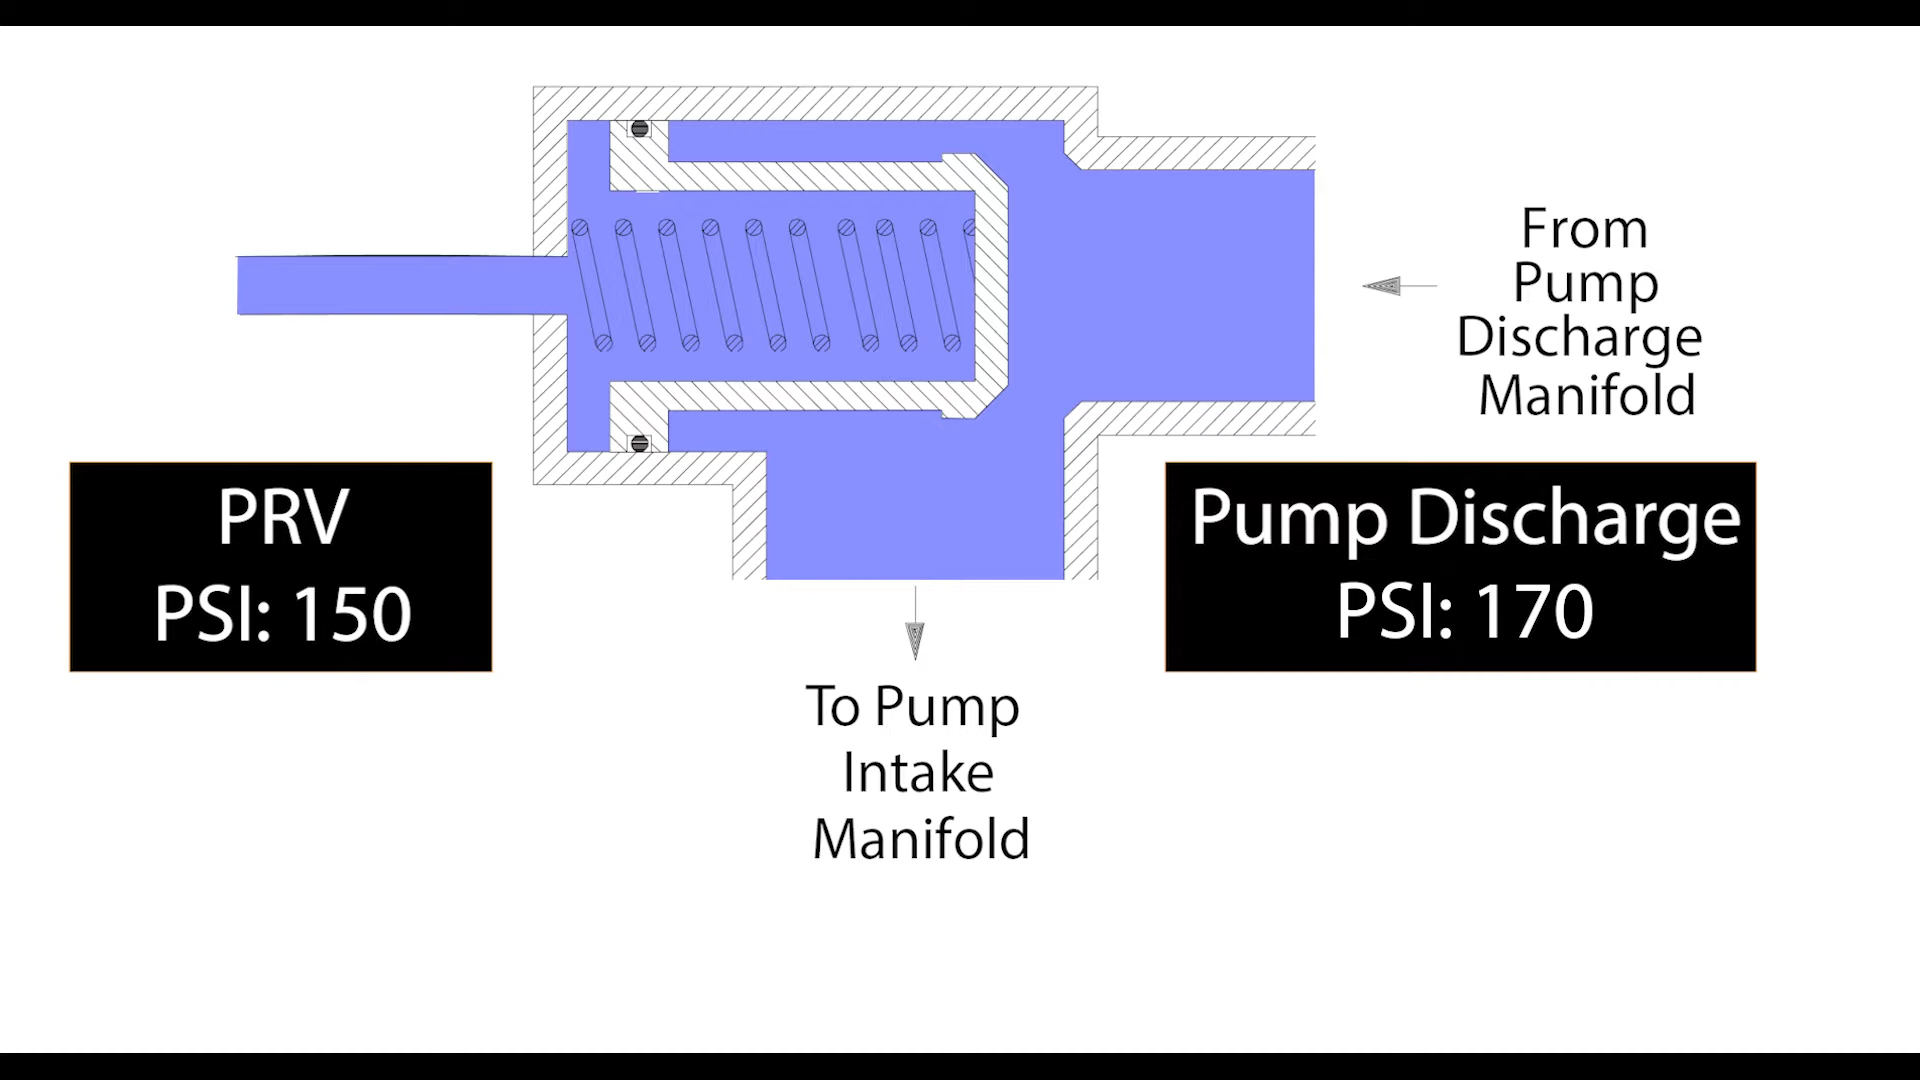 From
Pump
Discharge
Manifold
PRV
PSI: 150
Pump Discharge
PSI: 170
To Pump
Intake
Manifold